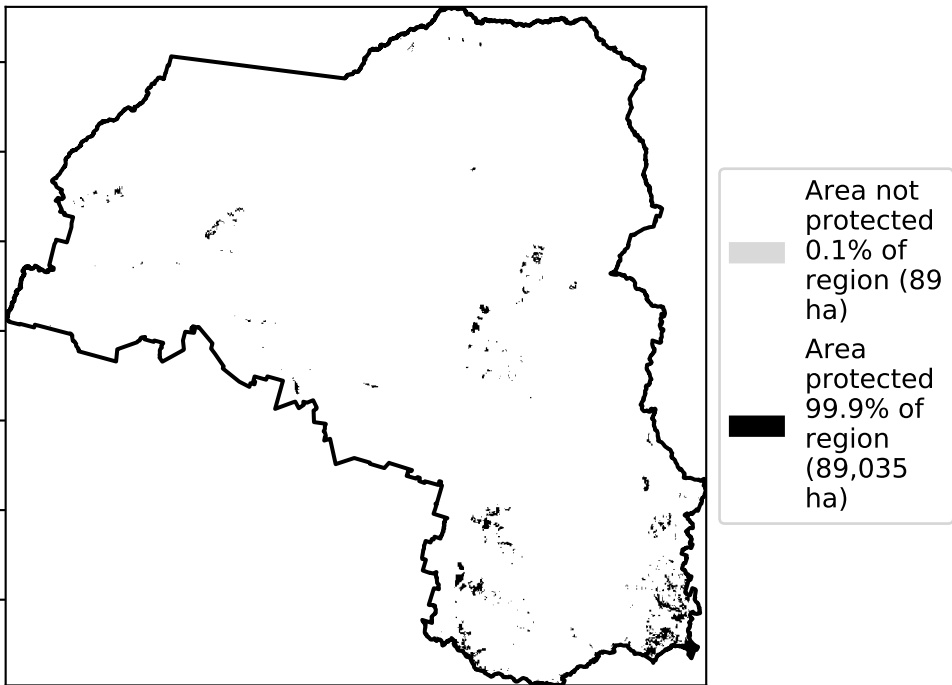 Area not
protected
0.1% of
region (89
ha)
Area
protected
99.9% of
region
(89,035
ha)